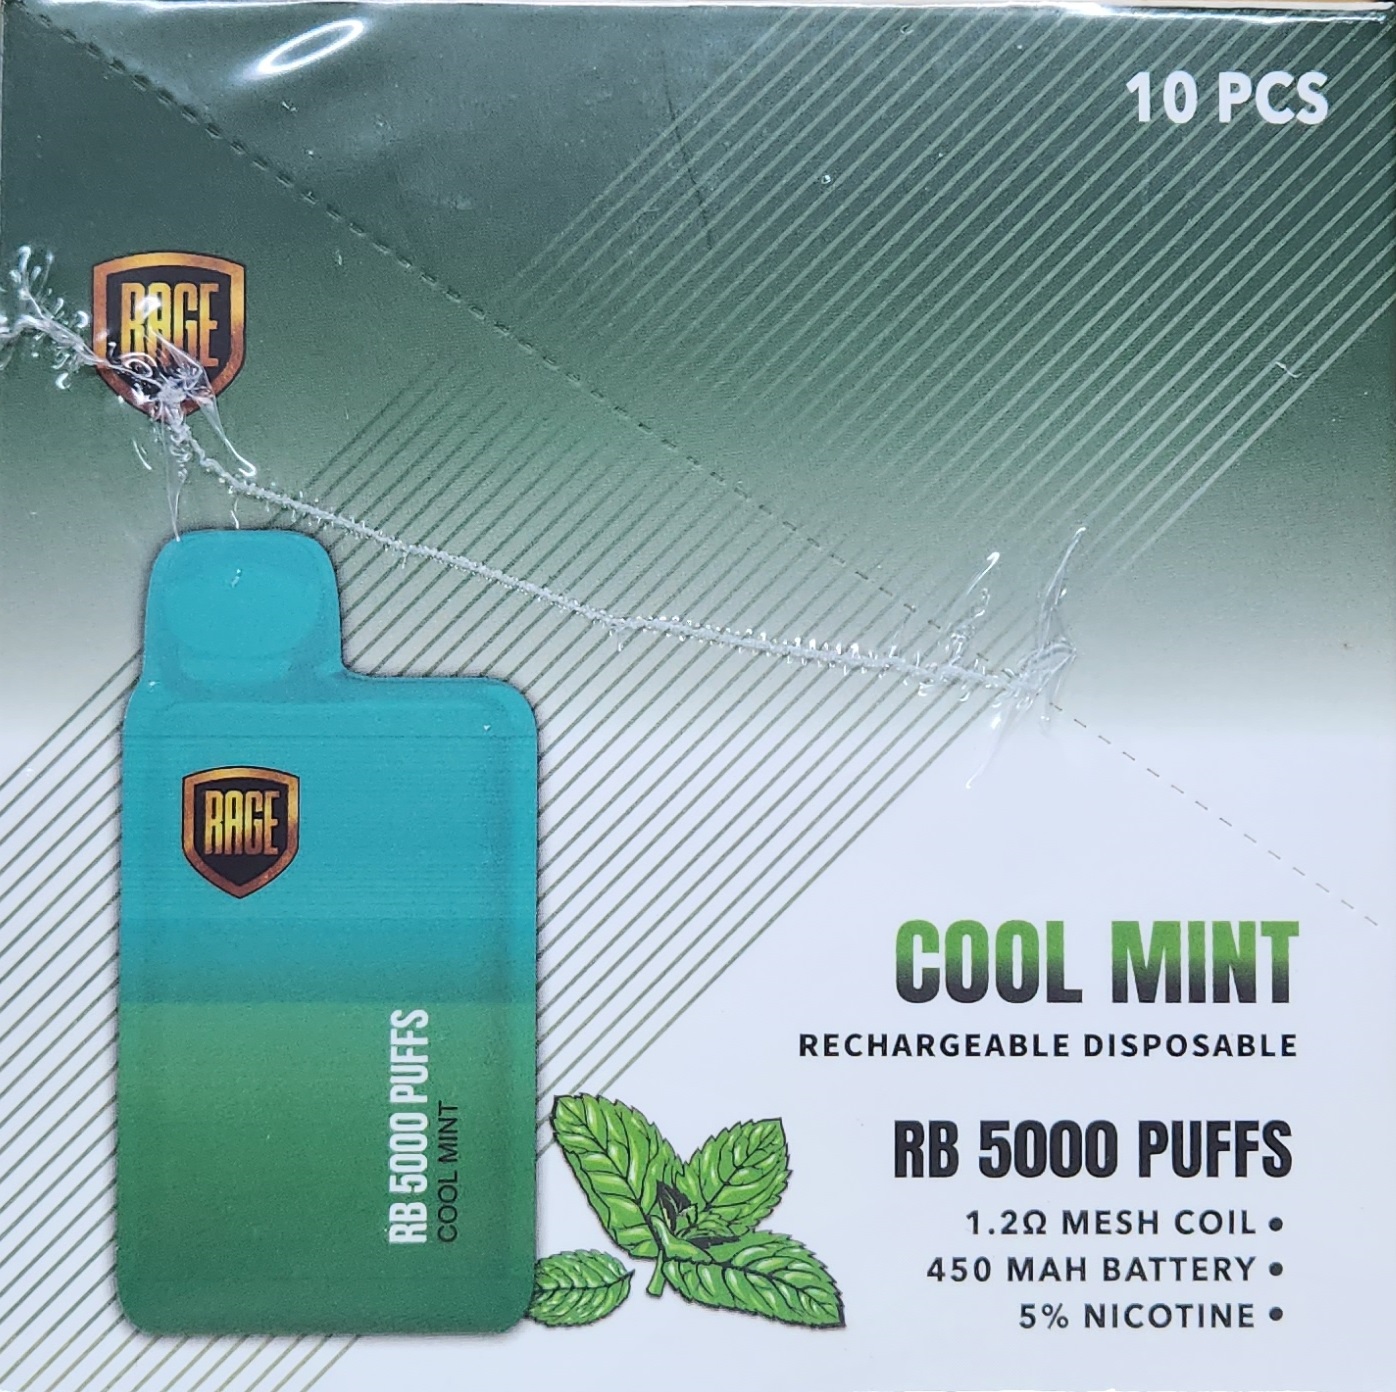 10 PCS
RAGE
RAGE
RB 5000 PUFFS
COOL MINT
COOL MINT
RECHARGEABLE DISPOSABLE
RB 5000 PUFFS
1.2Ω MESH COIL •
450 MAH BATTERY •
5% NICOTINE •